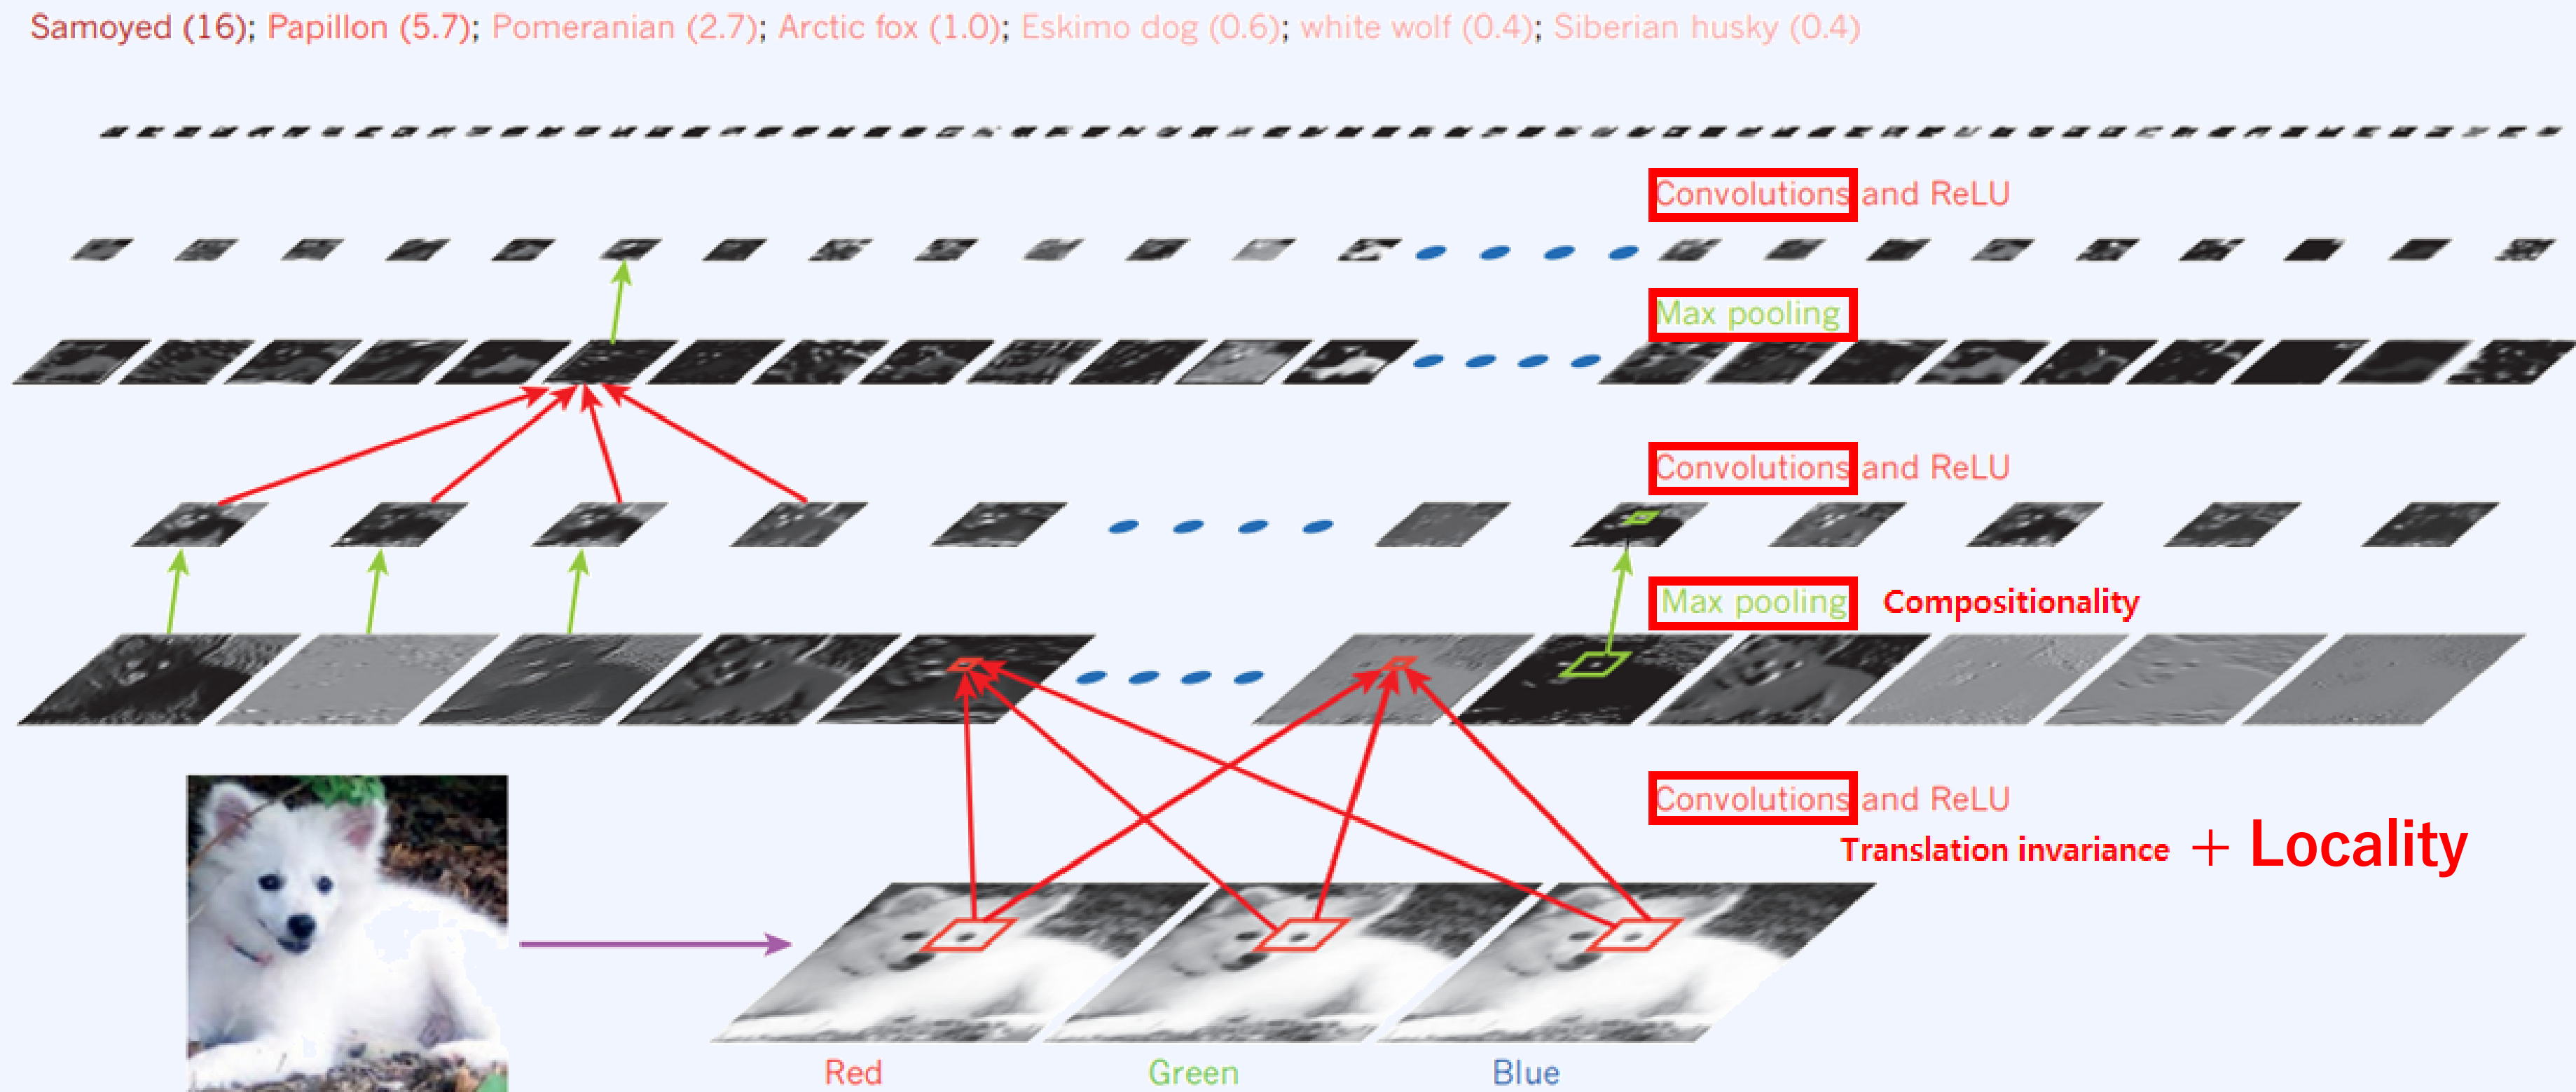 Samoyed (16); Papillon (5.7); Pomeranian (2.7); Arctic fox (1.0); Eskimo dog (0.6); white wolf (0.4); Siberian husky (0.4)
Convolutions and ReLU
Max pooling
Convolutions and ReLU
Max pooling Compositionality
Convolutions and ReLU
Translation invariance + Locality
Red Green Blue